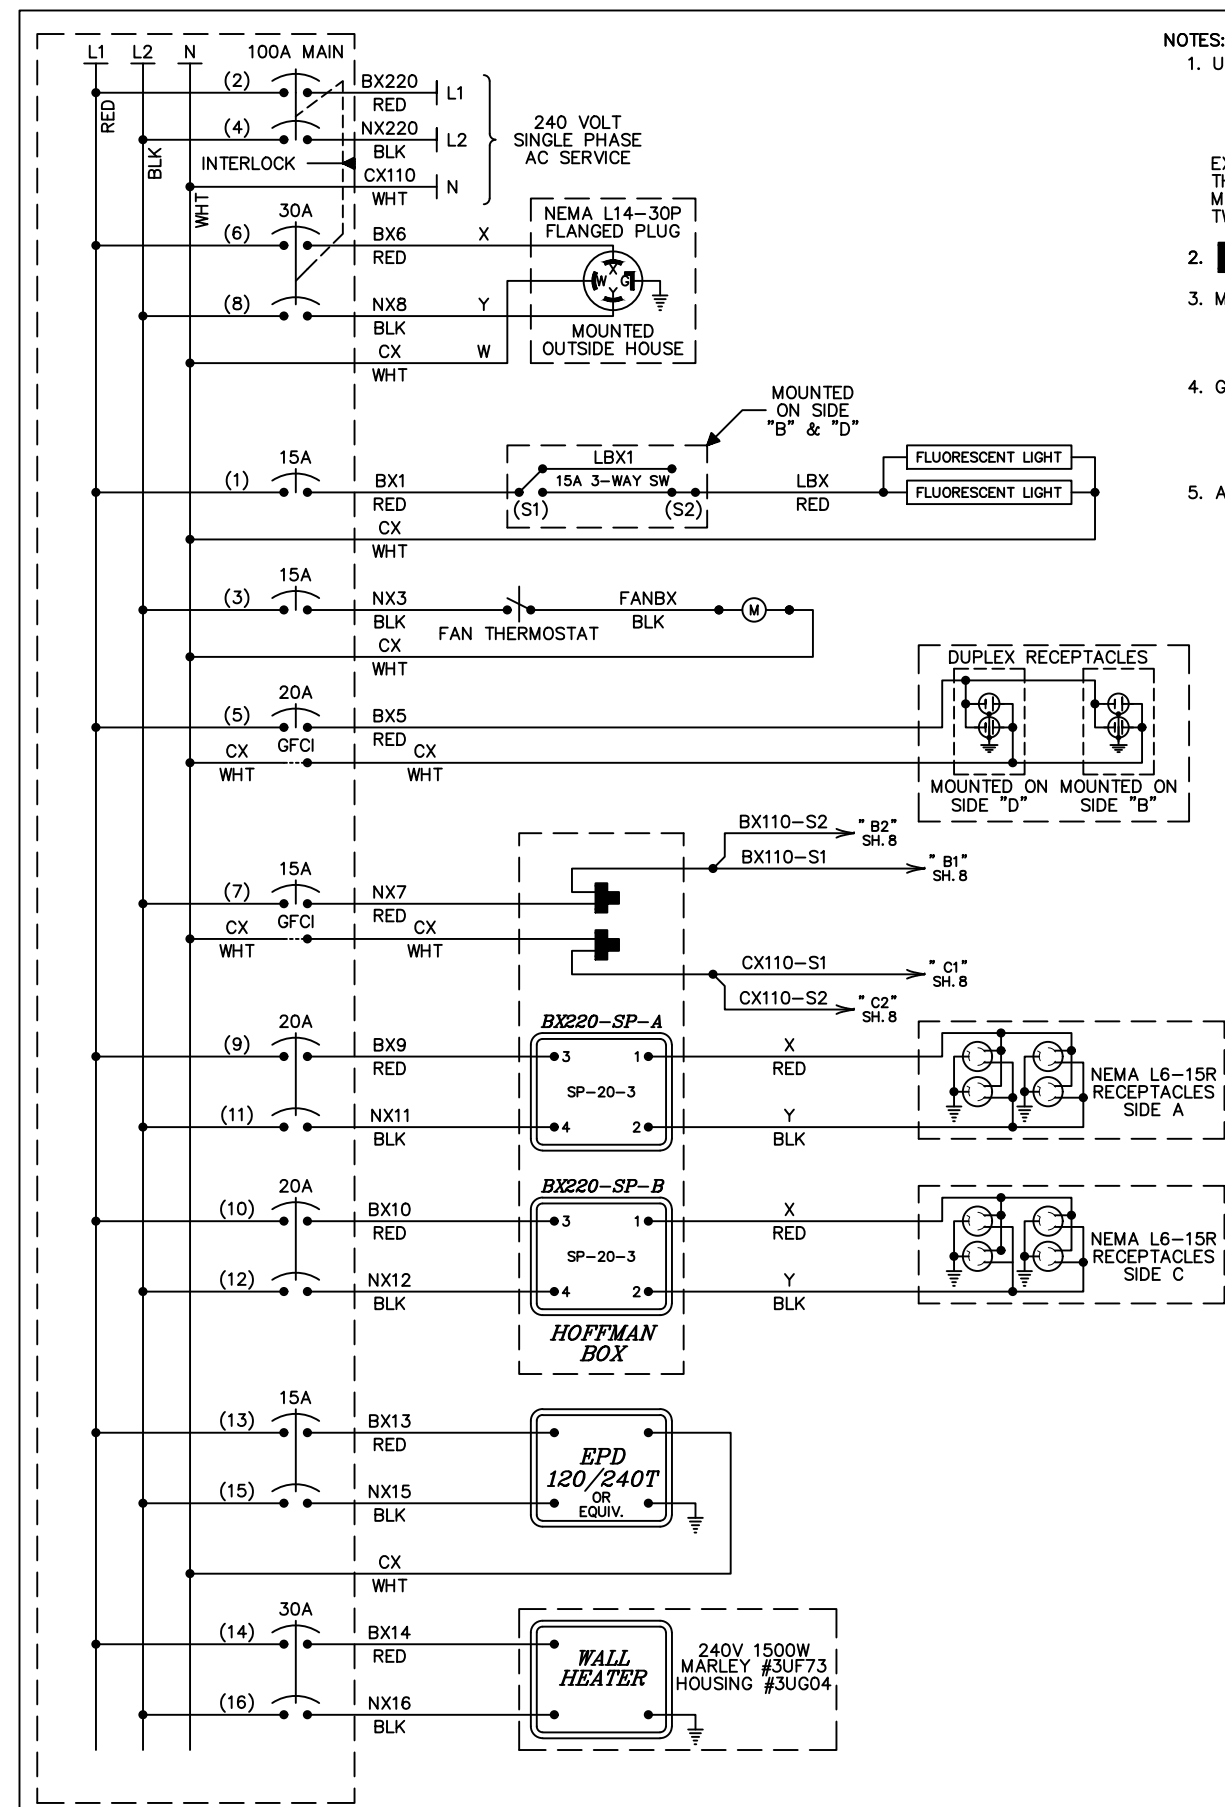 L1 L2 N 100A MAIN
NOTES:
1. U
(2) BX220 L1
RED RED
(4) NX220 L2
BLK BLK
240 VOLT
SINGLE PHASE
AC SERVICE
INTERLOCK
CX110 N
WHT WHT
EX
TH
M
TW
30A
(6) BX6 X
RED
NEMA L14-30P
FLANGED PLUG
X
W G
Y
2.
(8) NX8 Y
BLK
3. M
MOUNTED
OUTSIDE HOUSE
CX W
WHT
4. G
MOUNTED
ON SIDE
"B" & "D"
15A
(1) BX1
RED
LBX1
15A 3-WAY SW
(S1) (S2)
LBX
RED
FLUORESCENT LIGHT
FLUORESCENT LIGHT
5. A
CX
WHT
15A
(3) NX3
BLK
FAN THERMOSTAT
FANBX
BLK
M
CX
WHT
DUPLEX RECEPTACLES
20A
(5) BX5
RED
GFCI
CX CX
WHT WHT
MOUNTED ON
SIDE "D"
MOUNTED ON
SIDE "B"
BX110-S2 "B2"
SH.8
BX110-S1 "B1"
SH.8
15A
(7) NX7
RED
GFCI
CX CX
WHT WHT
CX110-S1 "C1"
SH.8
CX110-S2 "C2"
SH.8
20A
BX220-SP-A
(9) BX9 3 1 X
RED RED
SP-20-3
(11) NX11 4 2 Y
BLK BLK
NEMA L6-15R
RECEPTACLES
SIDE A
20A
BX220-SP-B
(10) BX10 3 1 X
RED RED
SP-20-3
(12) NX12 4 2 Y
BLK BLK
NEMA L6-15R
RECEPTACLES
SIDE C
HOFFMAN
BOX
15A
(13) BX13
RED
EPD
120/240T
OR
EQUIV.
(15) NX15
BLK
CX
WHT
30A
(14) BX14
RED
WALL
HEATER
240V 1500W
MARLEY #3UF73
HOUSING #3UG04
(16) NX16
BLK